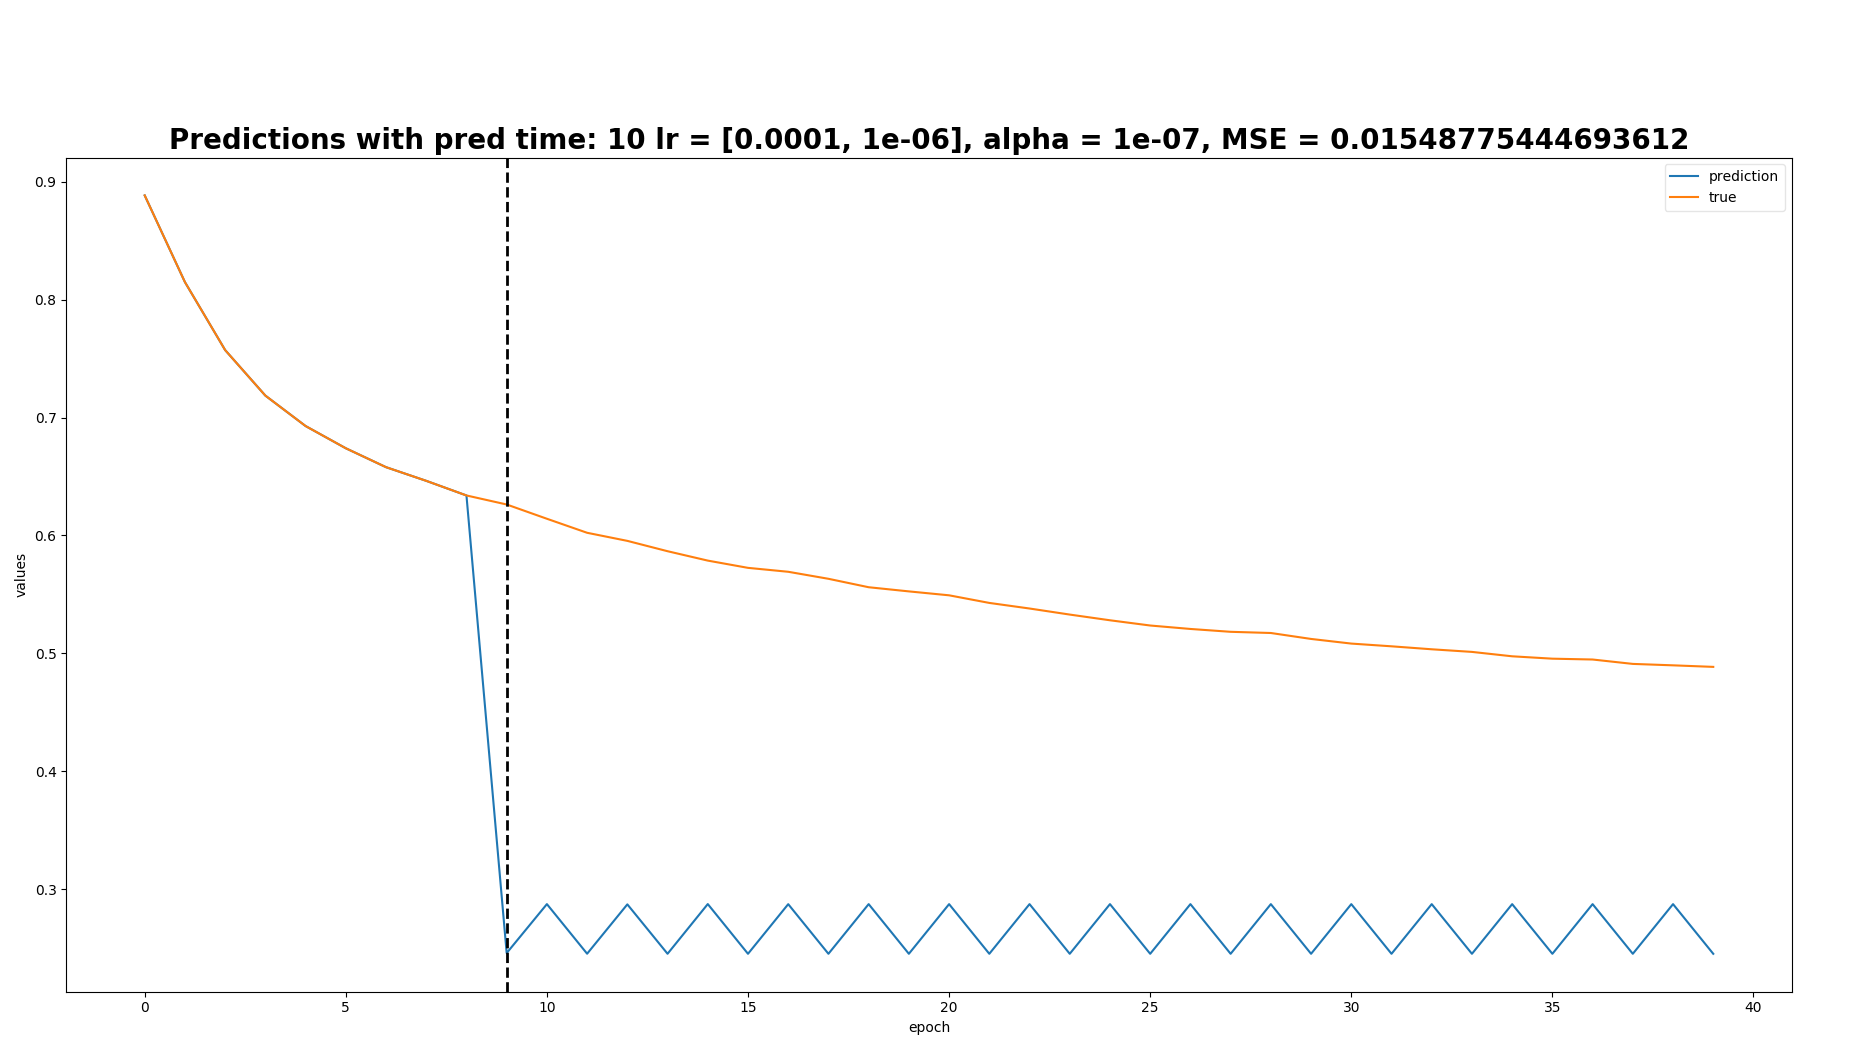 Predictions with pred time: 10 lr = [0.0001, 1e-06], alpha = 1e-07, MSE = 0.01548775444693612
prediction
true
0.9
0.8
0.7
0.6
0.5
0.4
0.3
values
0 5 10 15 20 25 30 35 40
epoch